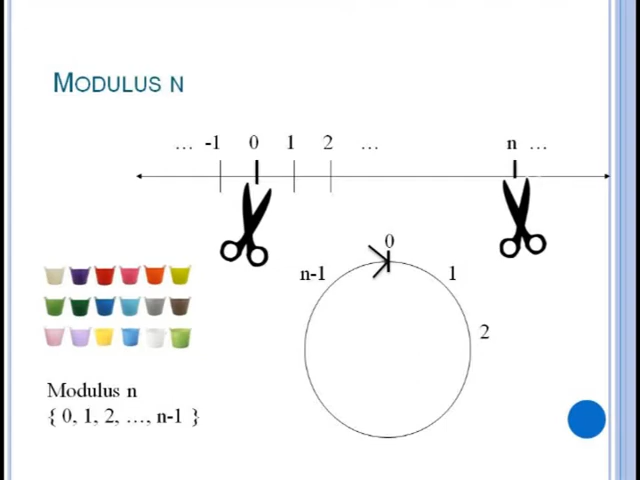 MODULUS N
… -1 0 1 2 … n …
0
n-1 1
2
Modulus n
{ 0, 1, 2, …, n-1 }